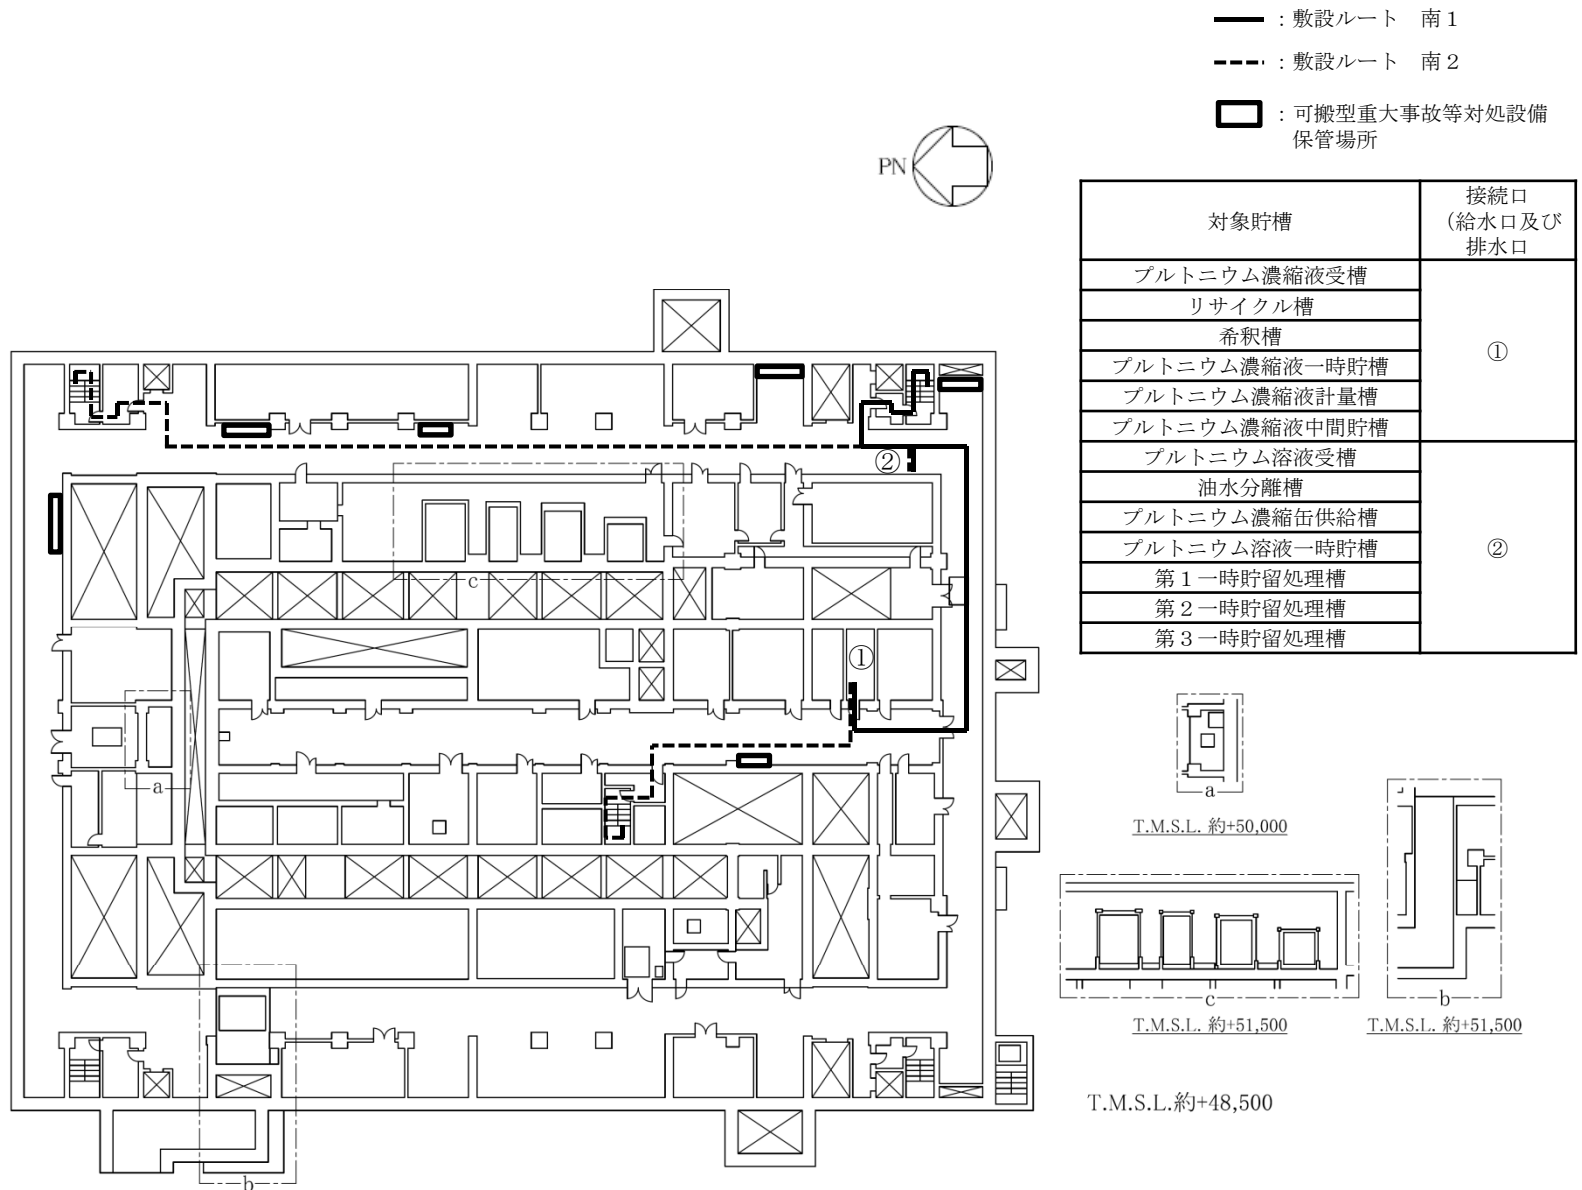 ：敷設ルート　南１
：敷設ルート　南２
：可搬型重大事故等対処設備
保管場所
PN
対象貯槽
接続口
（給水口及び
排水口
プルトニウム濃縮液受槽
リサイクル槽
希釈槽
プルトニウム濃縮液一時貯槽
プルトニウム濃縮液計量槽
プルトニウム濃縮液中間貯槽
①
プルトニウム溶液受槽
油水分離槽
プルトニウム濃縮缶供給槽
プルトニウム溶液一時貯槽
第１一時貯留処理槽
第２一時貯留処理槽
第３一時貯留処理槽
②
②
c
①
a
b
a
T.M.S.L. 約+50,000
c
T.M.S.L. 約+51,500
b
T.M.S.L. 約+51,500
T.M.S.L.約+48,500